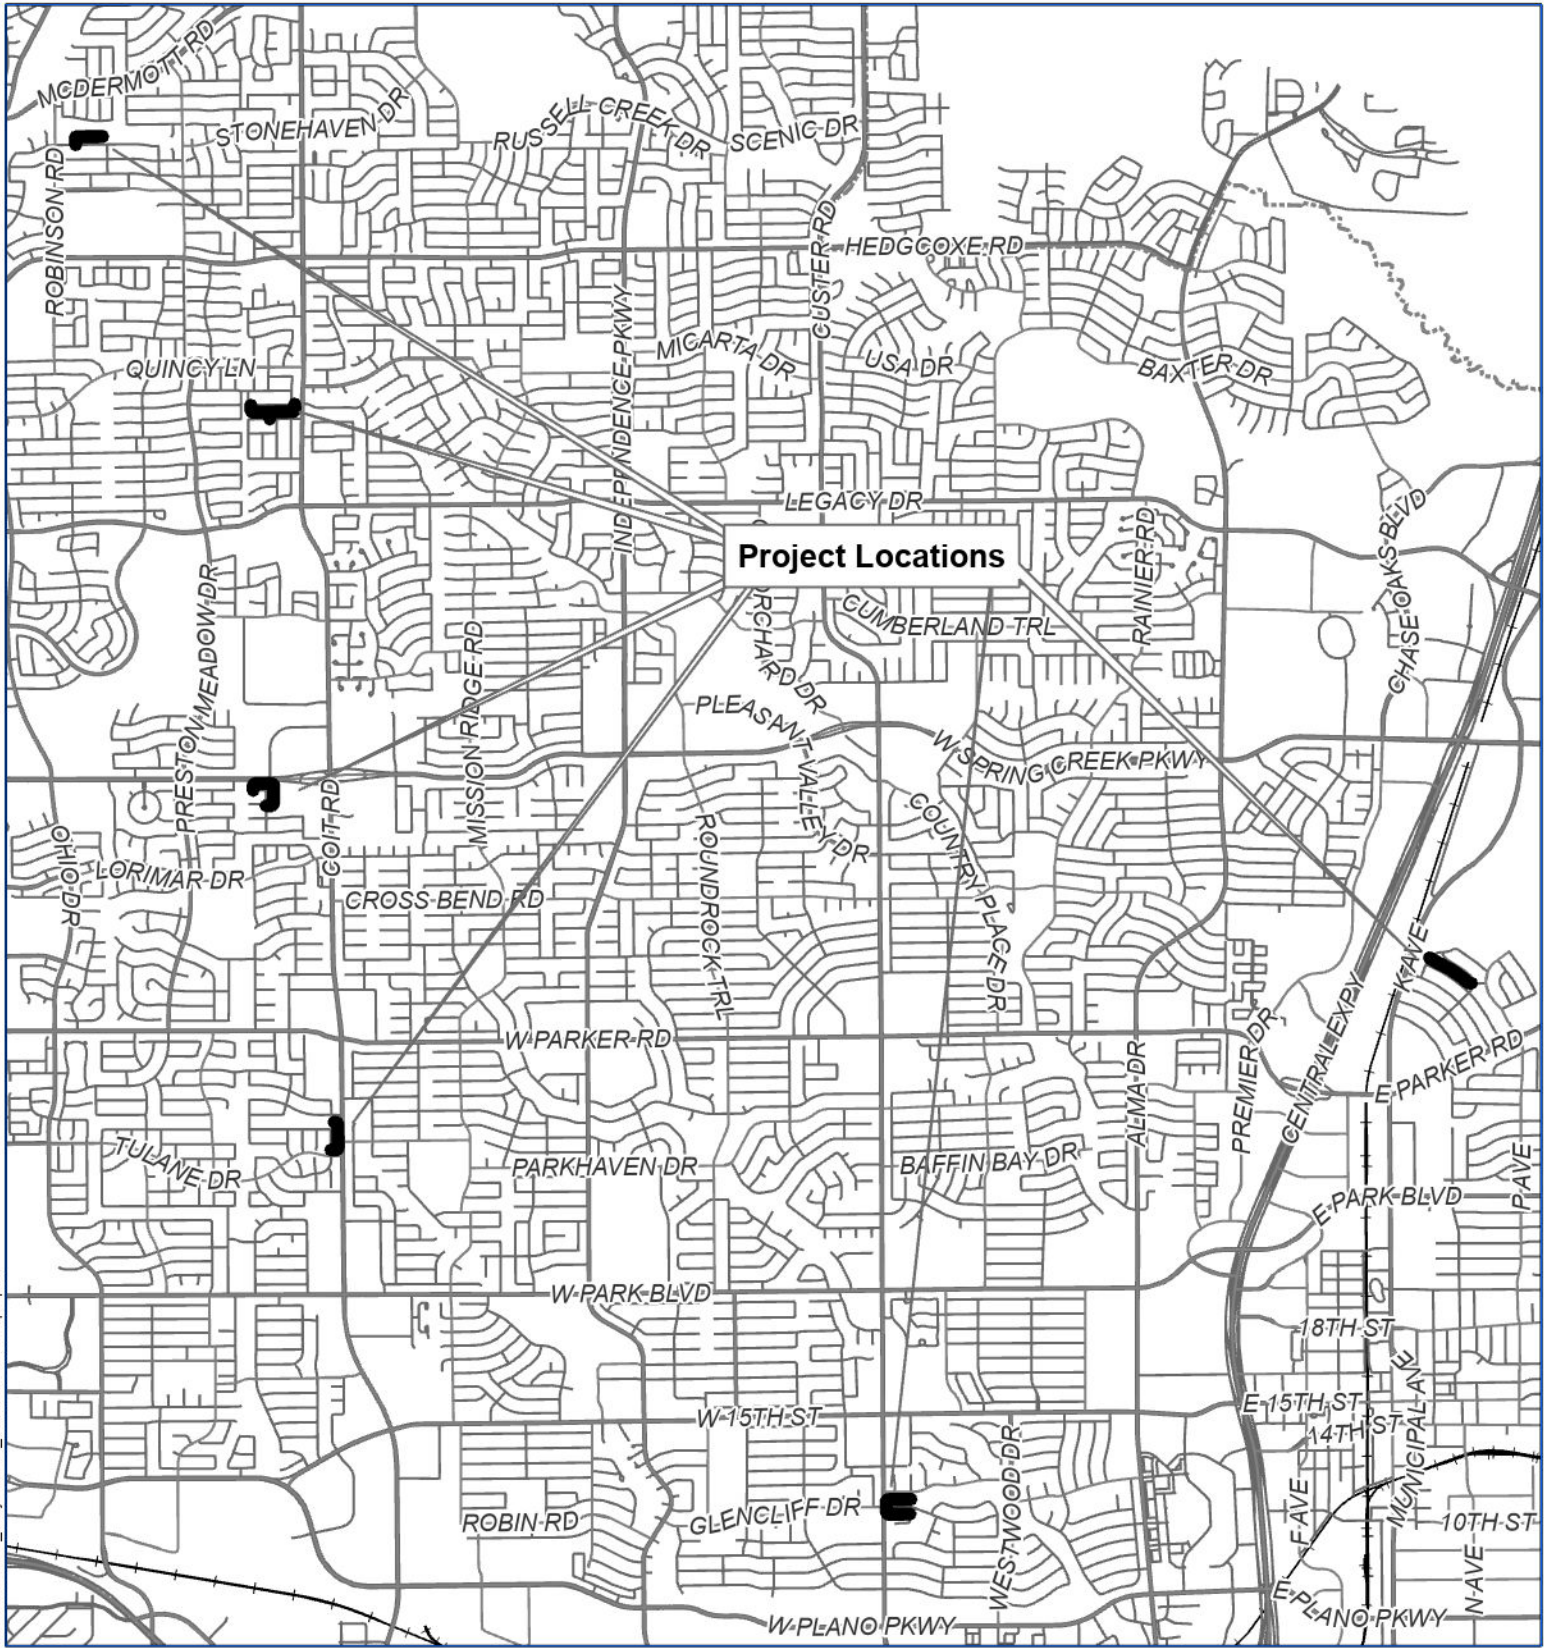 MCDERMOTT RD
STONEHAVEN DR
RUSSELL CREEK DR
SCENIC DR
ROBINSON RD
CUSTER RD
HEDGCOXE RD
INDEPENDENCE PKWY
MICARTA DR
USA DR
BAXTER DR
QUINCY LN
LEGACY DR
CHASE OAKS BLVD
RAINIER RD
Project Locations
ORCHARD DR
CUMBERLAND TRL
PRESTON MEADOW DR
MISSION RIDGE RD
PLEASANT VALLEY DR
W SPRING CREEK PKWY
COIT RD
OHIO DR
LORIMAR DR
CROSS BEND RD
ROUNDROCK TRL
COUNTRY PLACE DR
K AVE
W PARKER RD
PREMIER DR
CENTRAL EXPY
E PARKER RD
ALMA DR
TULANE DR
PARKHAVEN DR
BAFFIN BAY DR
P AVE
E PARK BLVD
W PARK BLVD
18TH ST
W 15TH ST
E 15TH ST
14TH ST
MUNICIPAL AVE
WESTWOOD DR
ROBIN RD
GLENCLIFF DR
F AVE
10TH ST
N AVE
W PLANO PKWY
E PLANO PKWY